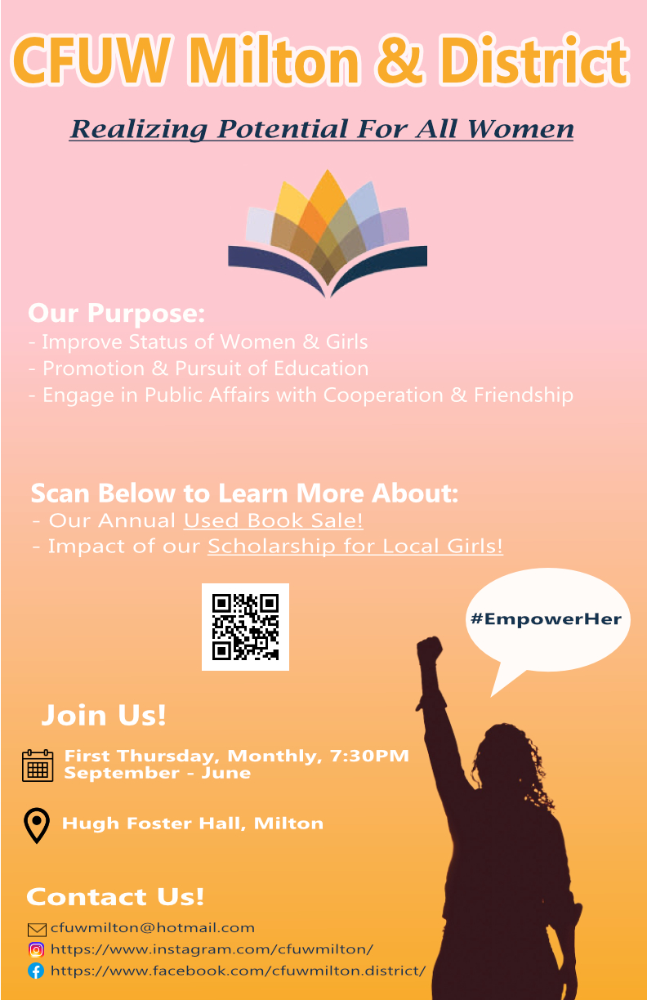 CFUW Milton & District
Realizing Potential For All Women
Our Purpose:
- Improve Status of Women & Girls
- Promotion & Pursuit of Education
- Engage in Public Affairs with Cooperation & Friendship
Scan Below to Learn More About:
- Our Annual Used Book Sale!
- Impact of our Scholarship for Local Girls!
#EmpowerHer
Join Us!
First Thursday, Monthly, 7:30PM
September - June
Hugh Foster Hall, Milton
Contact Us!
cfuwmilton@hotmail.com
https://www.instagram.com/cfuwmilton/
https://www.facebook.com/cfuwmilton.district/